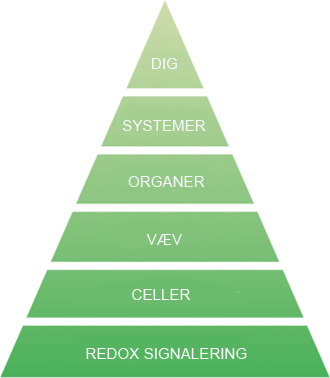 DIG
SYSTEMER
ORGANER
VÆV
CELLER
REDOX SIGNALERING